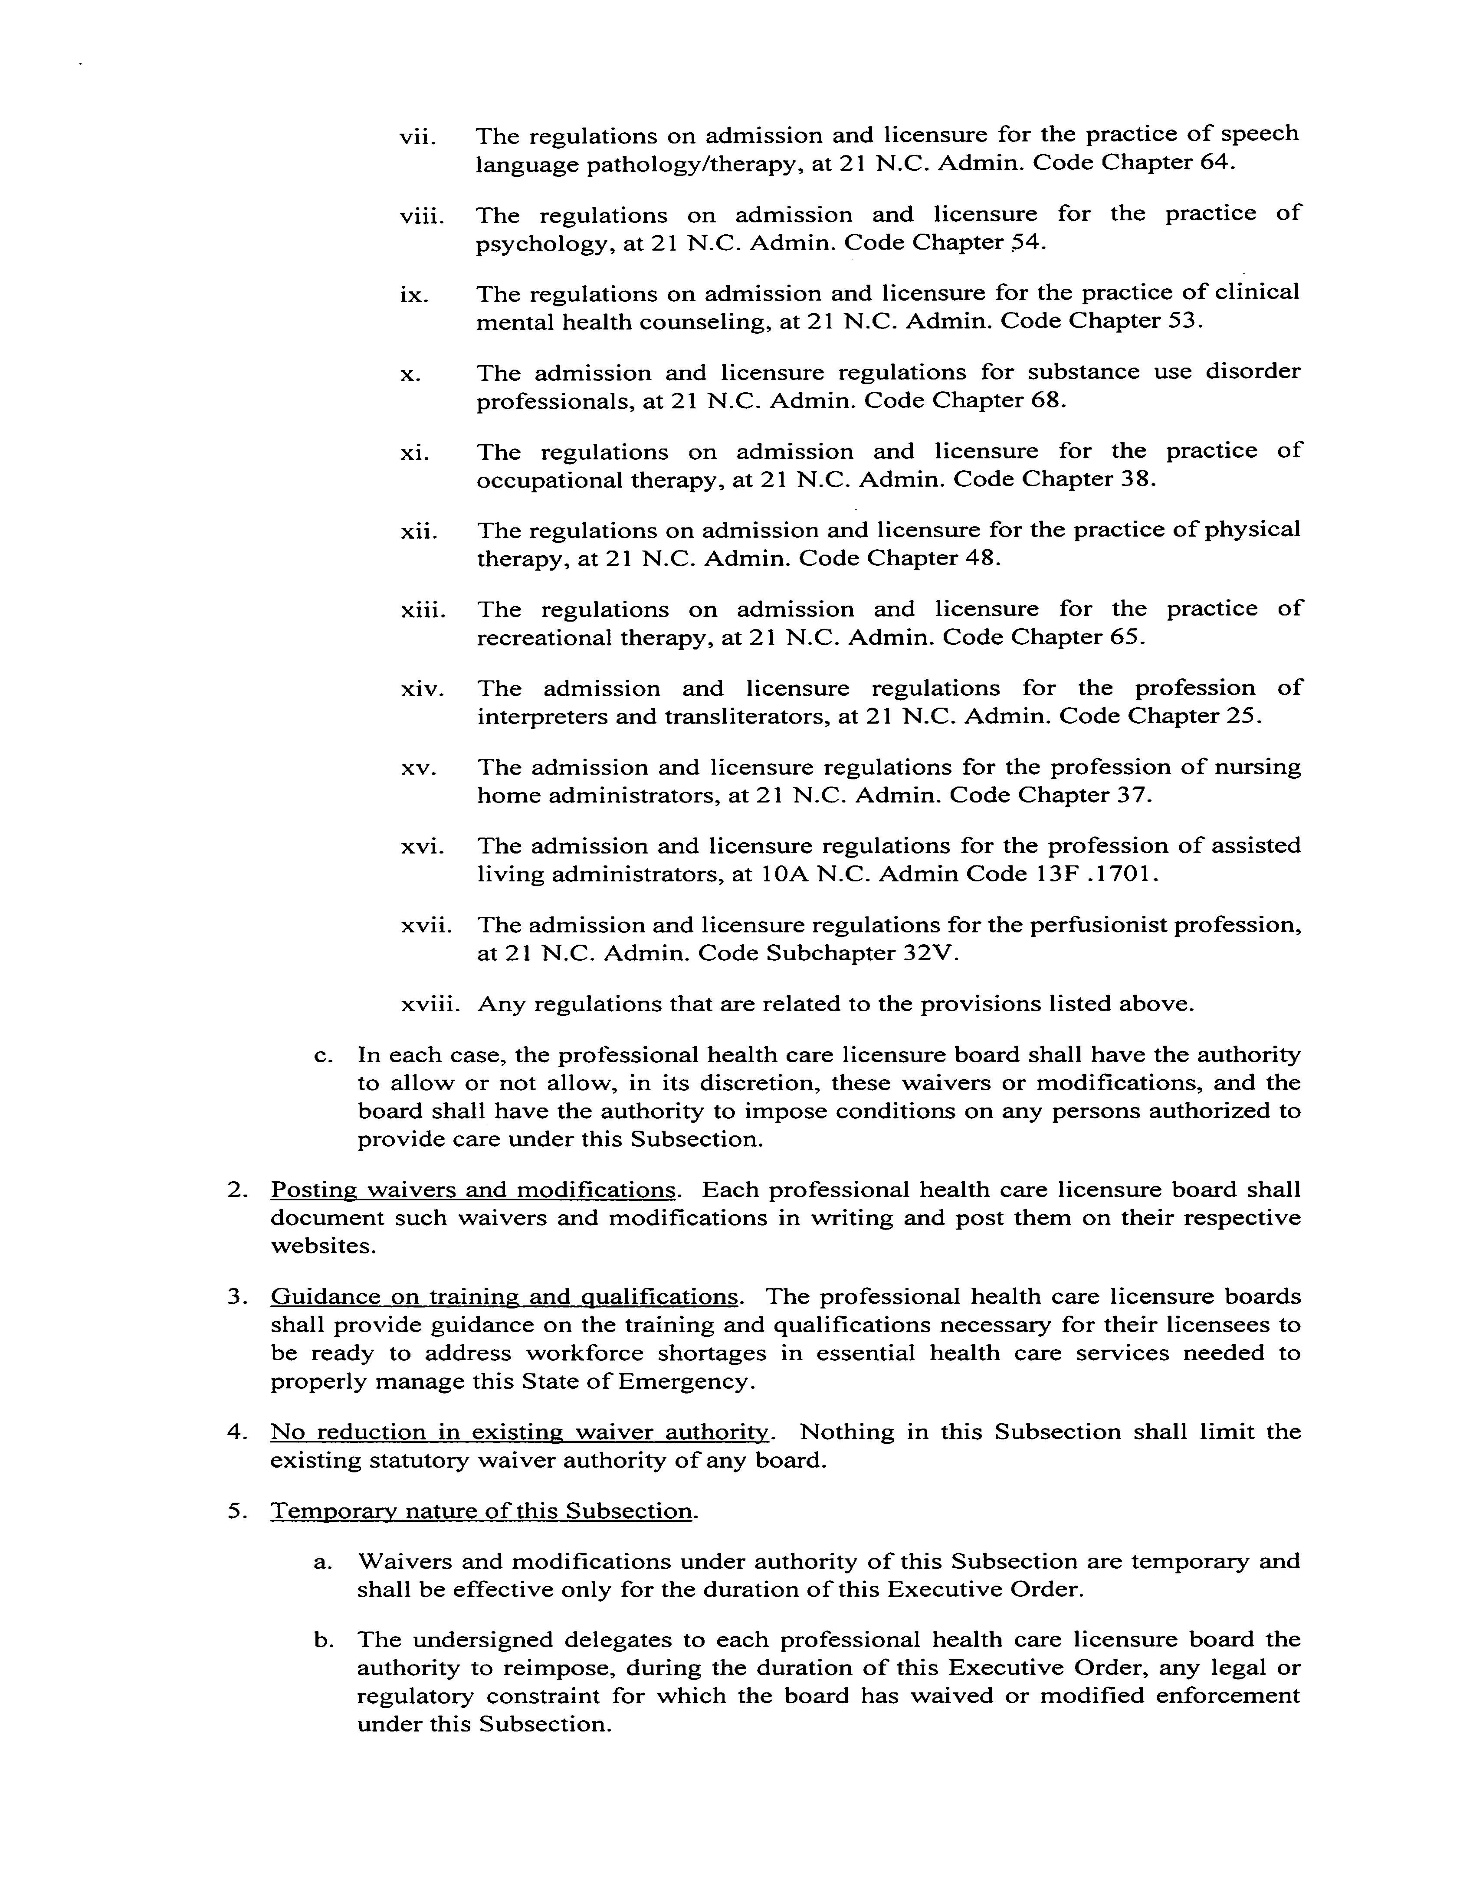 vii. The regulations on admission and licensure for the practice of speech
language pathology/therapy, at 21 N.C. Admin. Code Chapter 64.
viii. The regulations on admission and licensure for the practice of
psychology, at 21 N.C. Admin. Code Chapter 54.
ix. The regulations on admission and licensure for the practice of clinical
mental health counseling, at 21 N.C. Admin. Code Chapter 53.
x. The admission and licensure regulations for substance use disorder
professionals, at 21 N.C. Admin. Code Chapter 68.
xi. The regulations on admission and licensure for the practice of
occupational therapy, at 21 N.C. Admin. Code Chapter 38.
xii. The regulations on admission and licensure for the practice of physical
therapy, at 21 N.C. Admin. Code Chapter 48.
xiii. The regulations on admission and licensure for the practice of
recreational therapy, at 21 N.C. Admin. Code Chapter 65.
xiv. The admission and licensure regulations for the profession of
interpreters and transliterators, at 21 N.C. Admin. Code Chapter 25.
xv. The admission and licensure regulations for the profession of nursing
home administrators, at 21 N.C. Admin. Code Chapter 37.
xvi. The admission and licensure regulations for the profession of assisted
living administrators, at 10A N.C. Admin Code 13F .1701.
xvii. The admission and licensure regulations for the perfusionist profession,
at 21 N.C. Admin. Code Subchapter 32V.
xviii. Any regulations that are related to the provisions listed above.
c. In each case, the professional health care licensure board shall have the authority
to allow or not allow, in its discretion, these waivers or modifications, and the
board shall have the authority to impose conditions on any persons authorized to
provide care under this Subsection.
2. Posting waivers and modifications. Each professional health care licensure board shall
document such waivers and modifications in writing and post them on their respective
websites.
3. Guidance on training and qualifications. The professional health care licensure boards
shall provide guidance on the training and qualifications necessary for their licensees to
be ready to address workforce shortages in essential health care services needed to
properly manage this State of Emergency.
4. No reduction in existing waiver authority. Nothing in this Subsection shall limit the
existing statutory waiver authority of any board.
5. Temporary nature of this Subsection.
a. Waivers and modifications under authority of this Subsection are temporary and
shall be effective only for the duration of this Executive Order.
b. The undersigned delegates to each professional health care licensure board the
authority to reimpose, during the duration of this Executive Order, any legal or
regulatory constraint for which the board has waived or modified enforcement
under this Subsection.